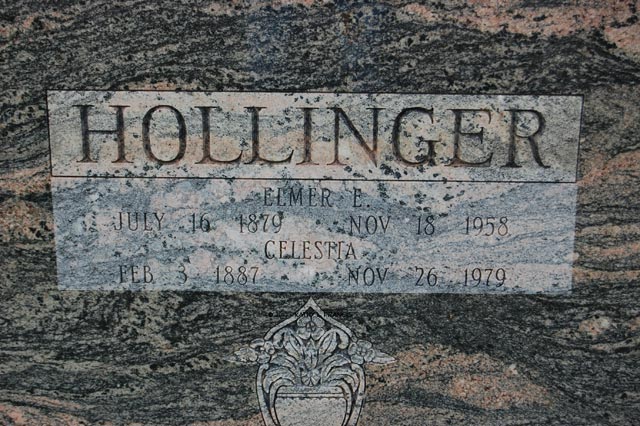 HOLLINGER
ELMER E.
JULY 16 1879 NOV 18 1958
CELESTIA
FEB 3 1887 NOV 26 1979